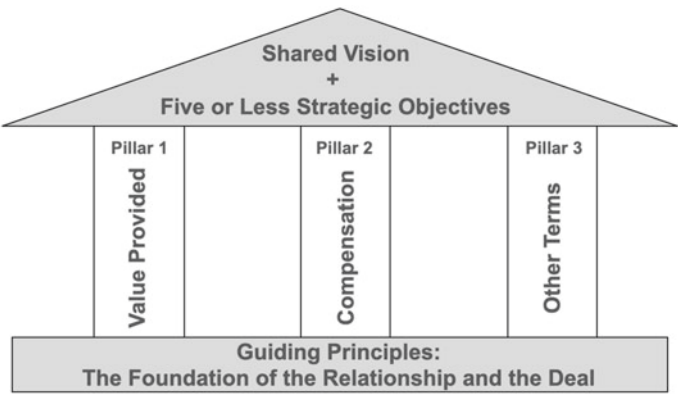 Shared Vision
+
Five or Less Strategic Objectives
Pillar 1
Value Provided
Pillar 2
Compensation
Pillar 3
Other Terms
Guiding Principles:
The Foundation of the Relationship and the Deal